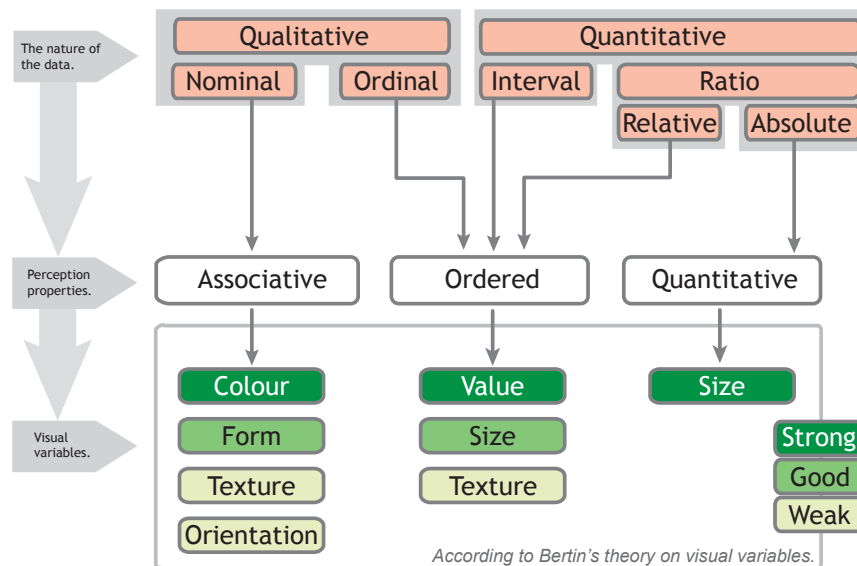 The nature of
the data.
Qualitative
Quantitative
Nominal
Ordinal
Interval
Ratio
Relative
Absolute
Perception
properties.
Associative
Ordered
Quantitative
Visual
variables.
Colour
Value
Size
Form
Size
Strong
Texture
Texture
Good
Orientation
Weak
According to Bertin's theory on visual variables.